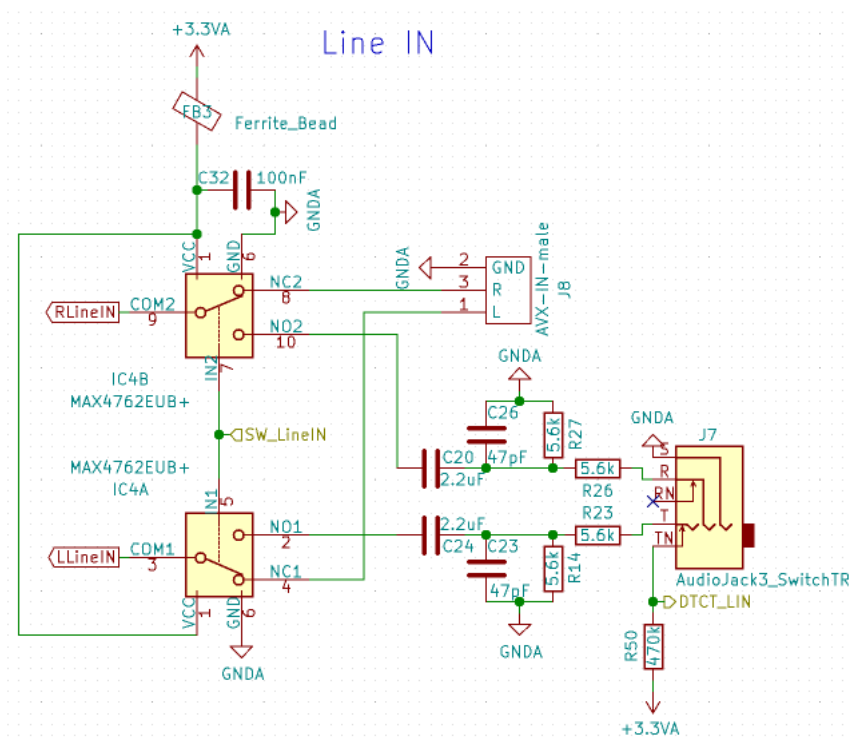 +3.3VA
Line IN
FB3
Ferrite_Bead
C32
100nF
GNDA
VCC
1
GND
6
GNDA
2
GND
R
3
1
L
AVX-IN-male
J8
NC2
8
RLineIN
COM2
9
NO2
10
IN2
7
IC4B
MAX4762EUB+
SW_LineIN
MAX4762EUB+
IC4A
IN1
5
GNDA
C26
47pF
5.6k
R27
C20
2.2uF
5.6k
R26
GNDA
J7
S
R
RN
T
TN
NO1
2
2.2uF
C24
C23
47pF
R23
5.6k
5.6k
R14
LLineIN
COM1
3
NC1
4
VCC
1
GND
6
GNDA
GNDA
AudioJack3_SwitchTR
DTCT_LIN
R50
470k
+3.3VA